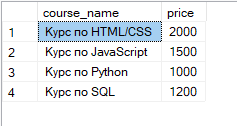 course_name price
1 Курс по HTML/CSS 2000
2 Курс по JavaScript 1500
3 Курс по Python 1000
4 Курс по SQL 1200